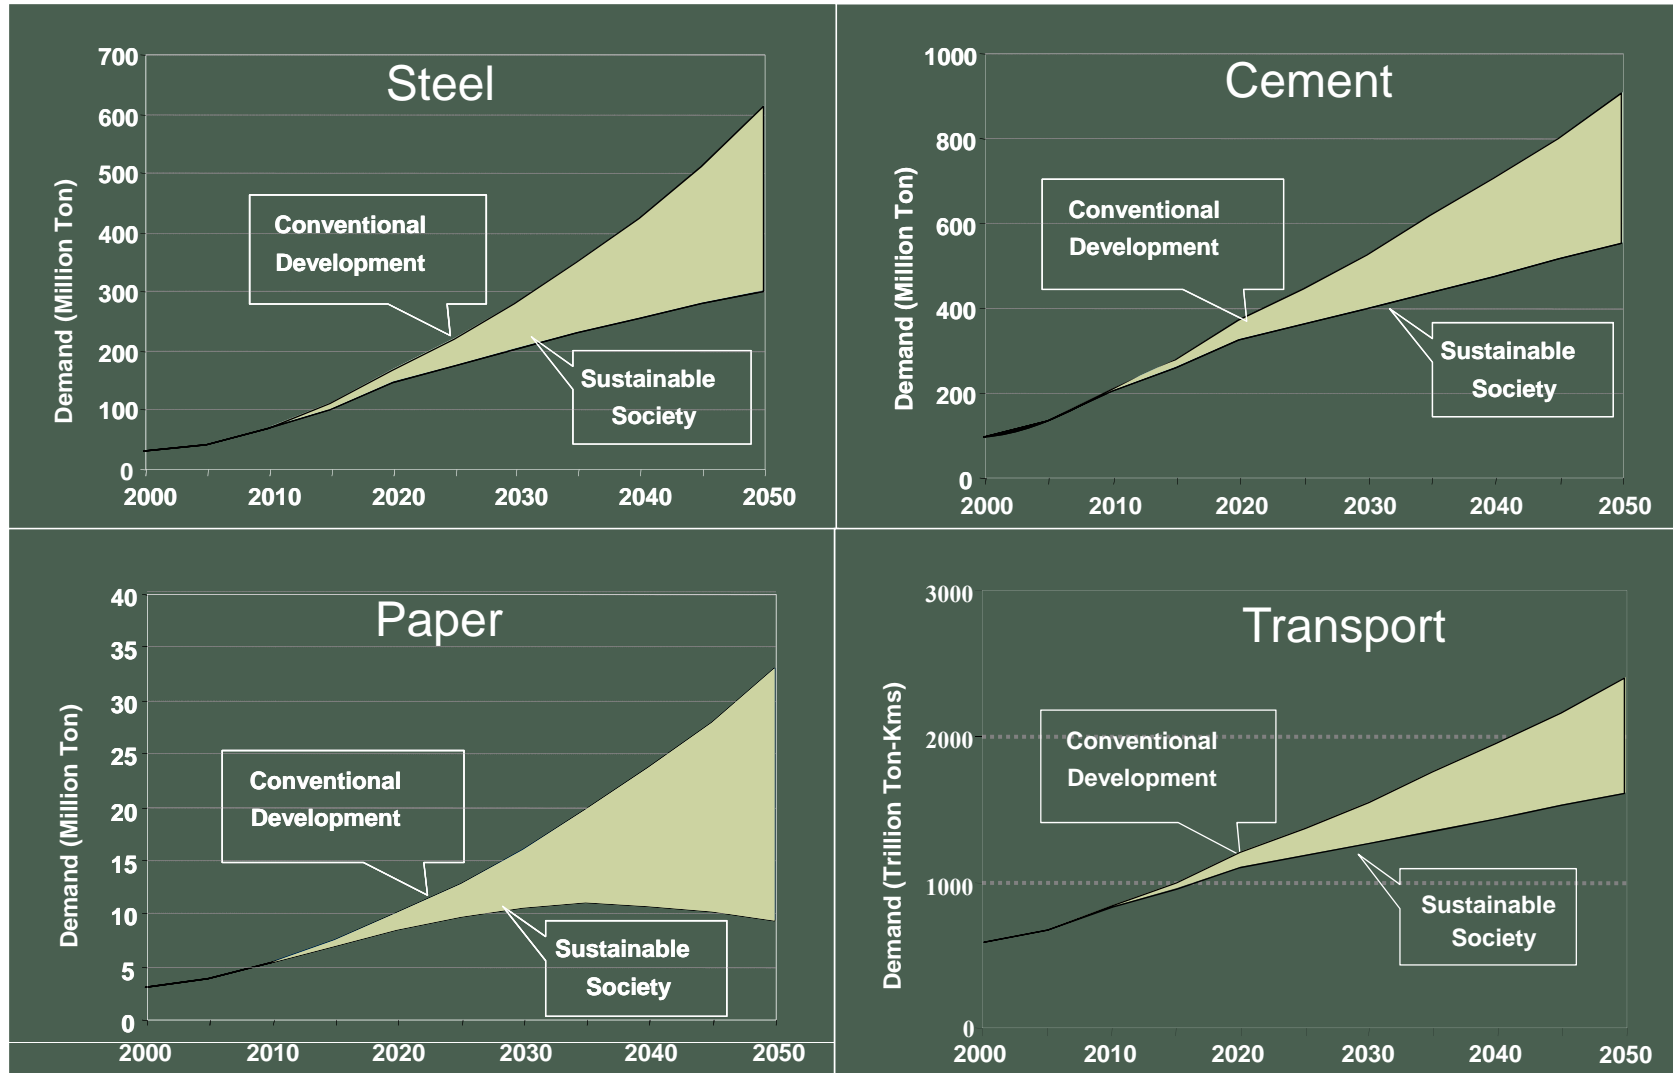 Steel
Demand (Million Ton)
700
600
500
400
300
200
100
0
Conventional
Development
Sustainable
Society
2000 2010 2020 2030 2040 2050
Cement
Demand (Million Ton)
1000
800
600
400
200
0
Conventional
Development
Sustainable
Society
2000 2010 2020 2030 2040 2050
Paper
Demand (Million Ton)
40
35
30
25
20
15
10
5
0
Conventional
Development
Sustainable
Society
2000 2010 2020 2030 2040 2050
Transport
Demand (Trillion Ton-Kms)
3000
2000
1000
0
Conventional
Development
Sustainable
Society
2000 2010 2020 2030 2040 2050